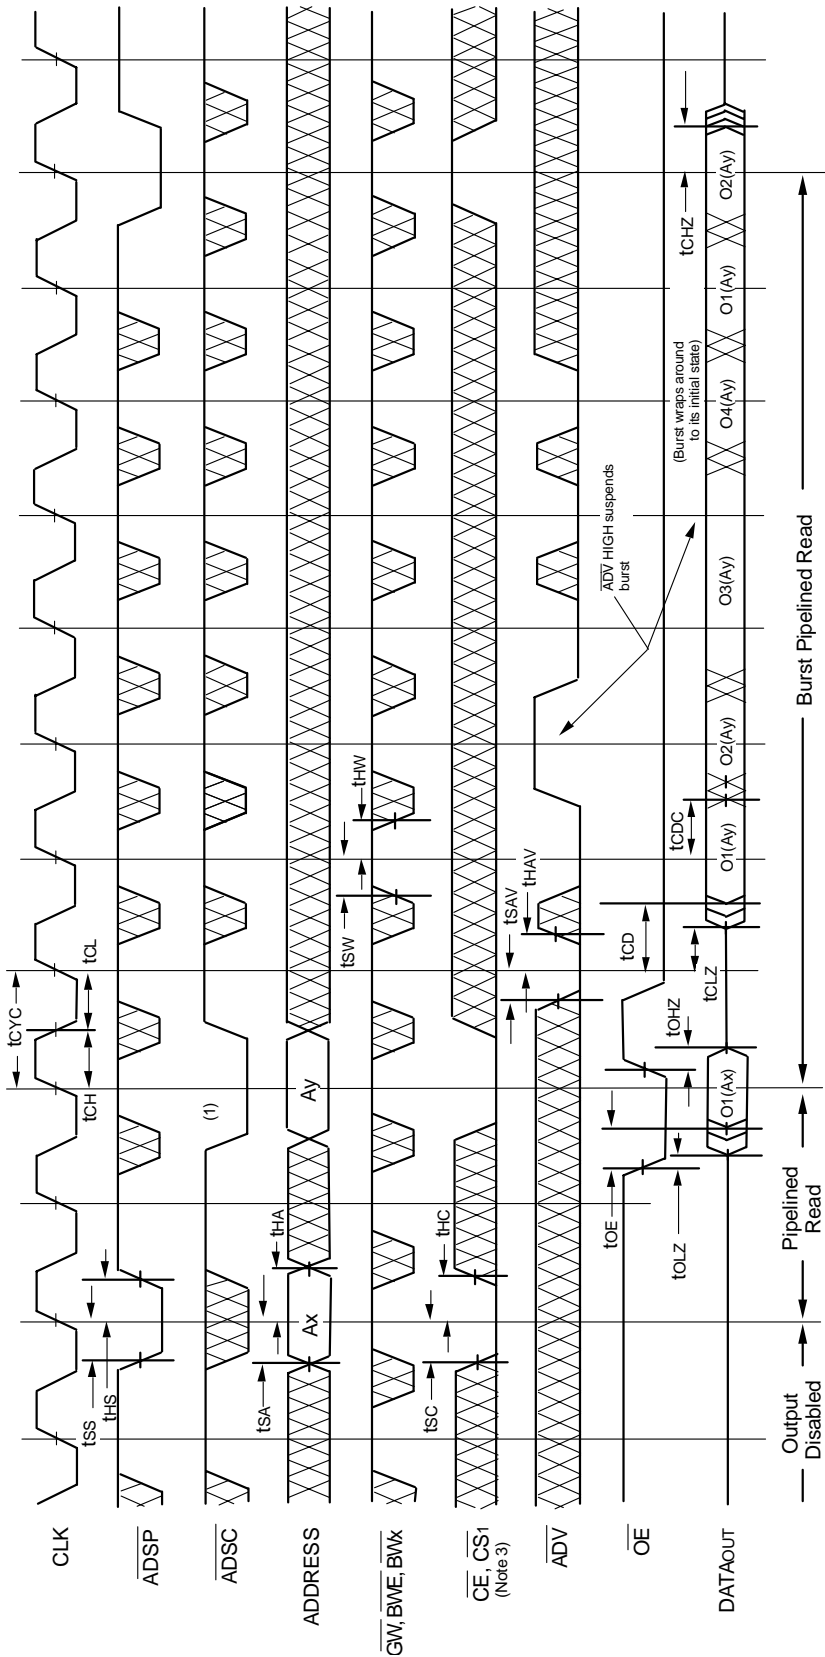 CLK
tCYC
tCH
tCL
ADSP
tSS
tHS
ADSC
(1)
ADDRESS
tSA
tHA
Ax
Ay
GW, BWE, BWx
tSW
tHW
CE, CS1
(Note 3)
tSC
tHC
ADV
tSAV
tHAV
ADV HIGH suspends
burst
OE
tOE
tOHZ
tCD
tOLZ
tCLZ
tCDC
(Burst wraps around
to its initial state)
tCHZ
DATAOUT
O1(Ax)
O1(Ay)
O2(Ay)
O3(Ay)
O4(Ay)
O1(Ay)
O2(Ay)
Output
Disabled
Pipelined
Read
Burst Pipelined Read